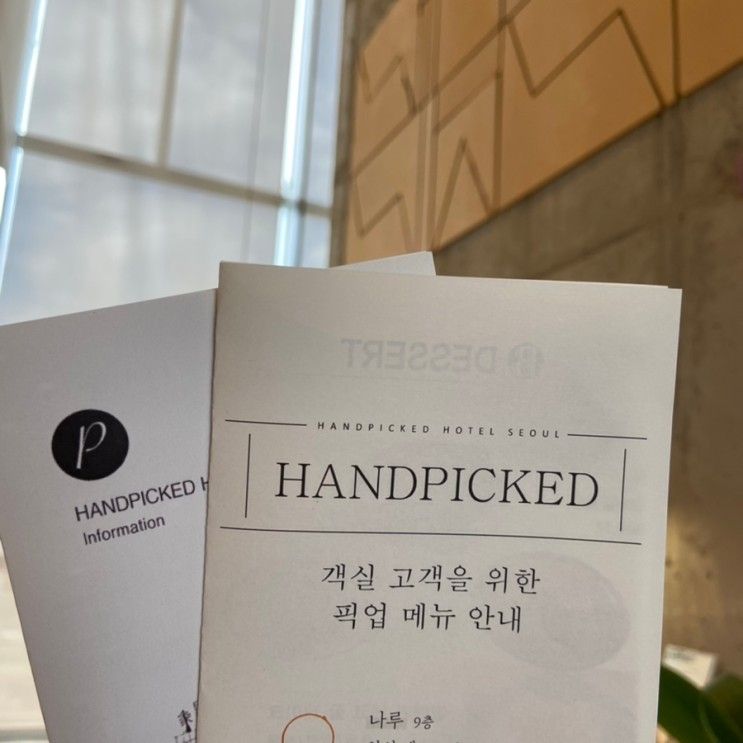 HANDPICKED
Information
DESSERT
HANDPICKED HOTEL SEOUL
HANDPICKED
객실 고객을 위한
픽업 메뉴 안내
나루 9층